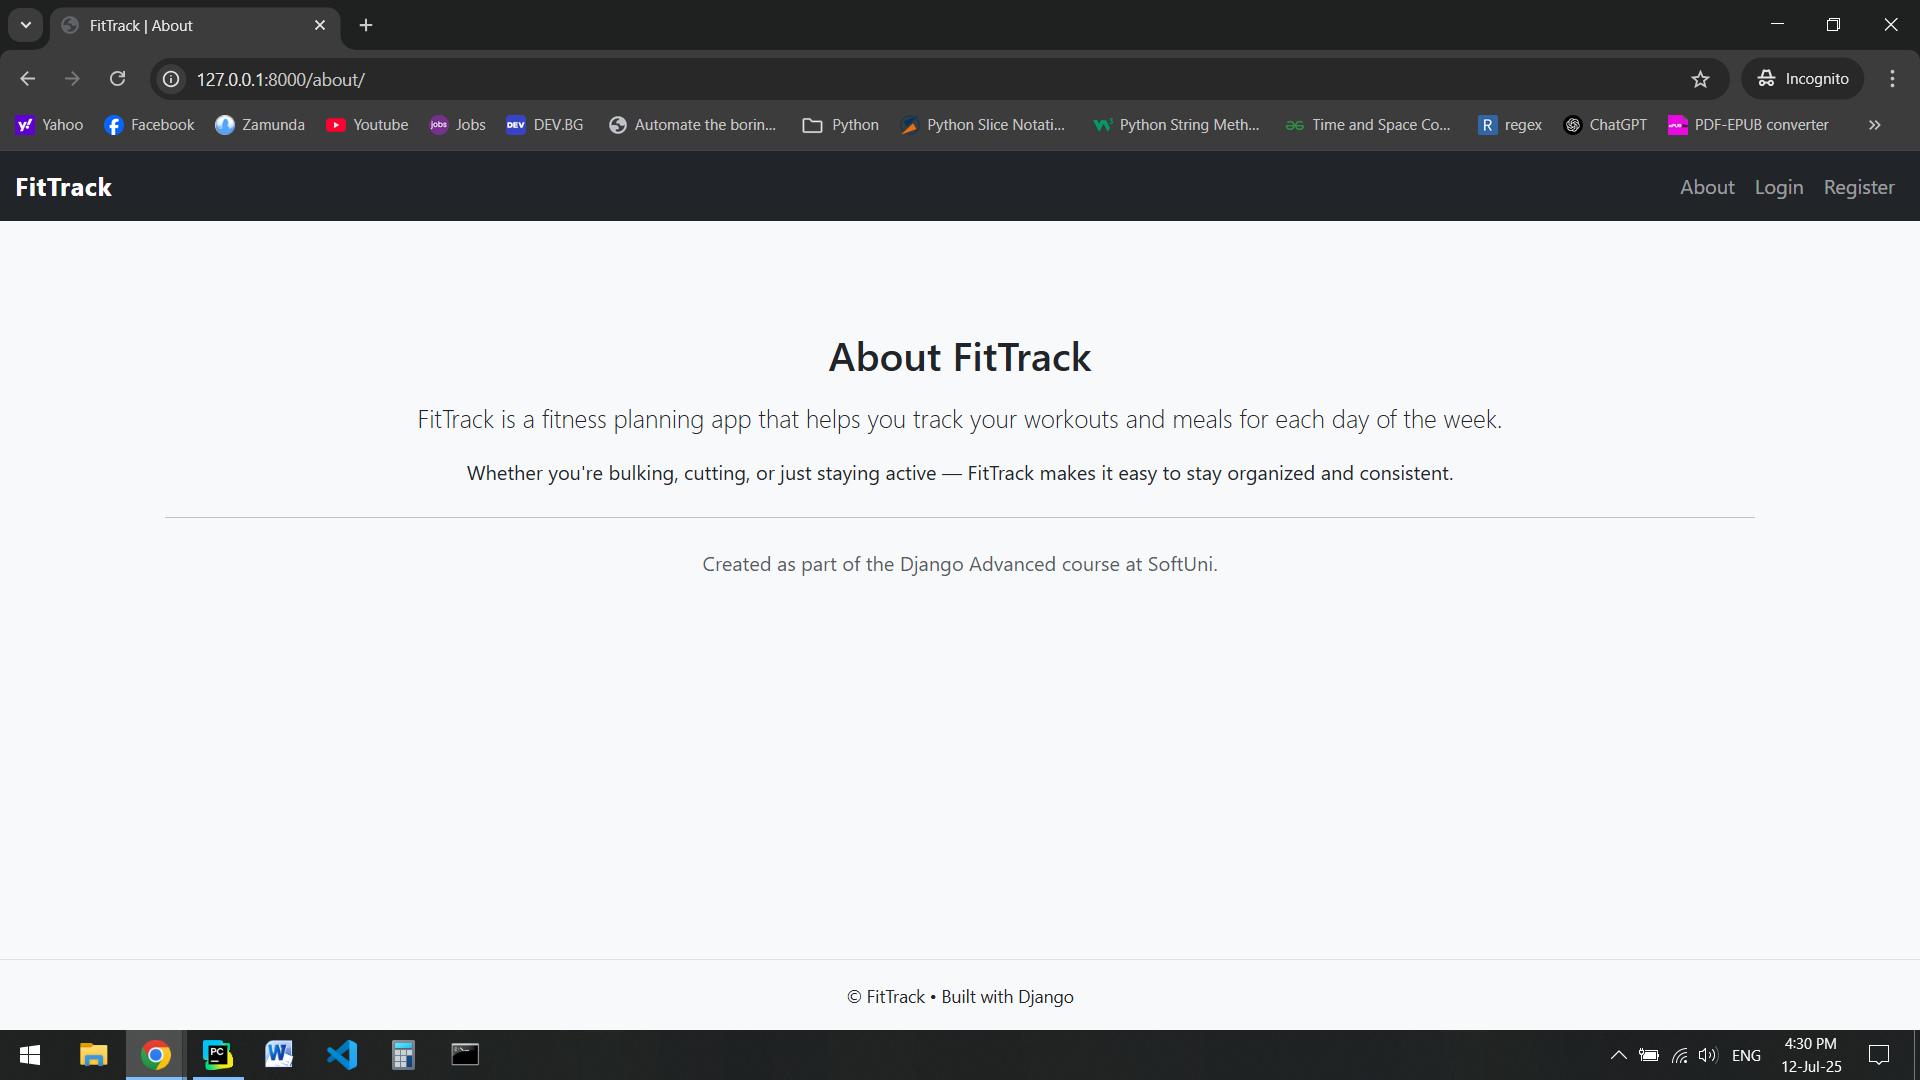 FitTrack | About
127.0.0.1:8000/about/
Incognito
Yahoo Facebook Zamunda Youtube jobs Jobs DEV DEV.BG Automate the borin... Python Python Slice Notati... Python String Meth... Time and Space Co... R regex ChatGPT PDF-EPUB converter
FitTrack About Login Register
About FitTrack
FitTrack is a fitness planning app that helps you track your workouts and meals for each day of the week.
Whether you're bulking, cutting, or just staying active — FitTrack makes it easy to stay organized and consistent.
Created as part of the Django Advanced course at SoftUni.
© FitTrack • Built with Django
PC
W
ENG
4:30 PM
12-Jul-25